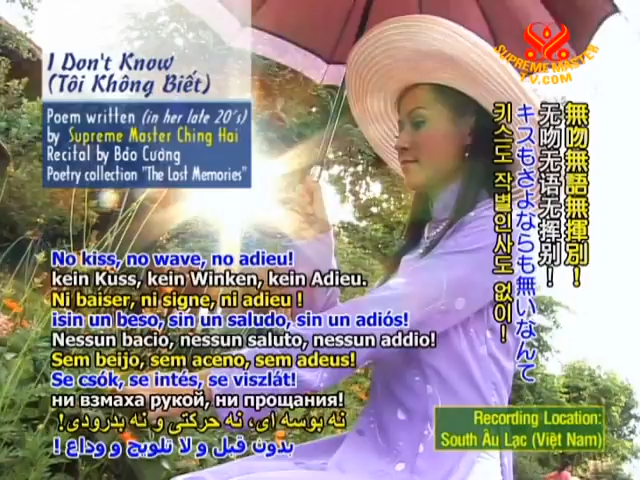 I Don't Know
(Tôi Không Biết)
Poem written (in her late 20's)
by Supreme Master Ching Hai
Recital by Bảo Cường
Poetry collection "The Lost Memories"
SUPREME MASTER
TV.COM
無吻無語無揮別！
无吻无语无挥别！
キスもさよならも無いなんて
키스도 작별인사도 없이!
No kiss, no wave, no adieu!
kein Kuss, kein Winken, kein Adieu.
Ni baiser, ni signe, ni adieu !
¡sin un beso, sin un saludo, sin un adiós!
Nessun bacio, nessun saluto, nessun addio!
Sem beijo, sem aceno, sem adeus!
Se csók, se intés, se viszlát!
ни взмаха рукой, ни прощания!
نه بوسه ای، نه حرکتی و نه بدرودی!
بدون قبل و لا تلويح و وداع !
Recording Location:
South Âu Lạc (Việt Nam)